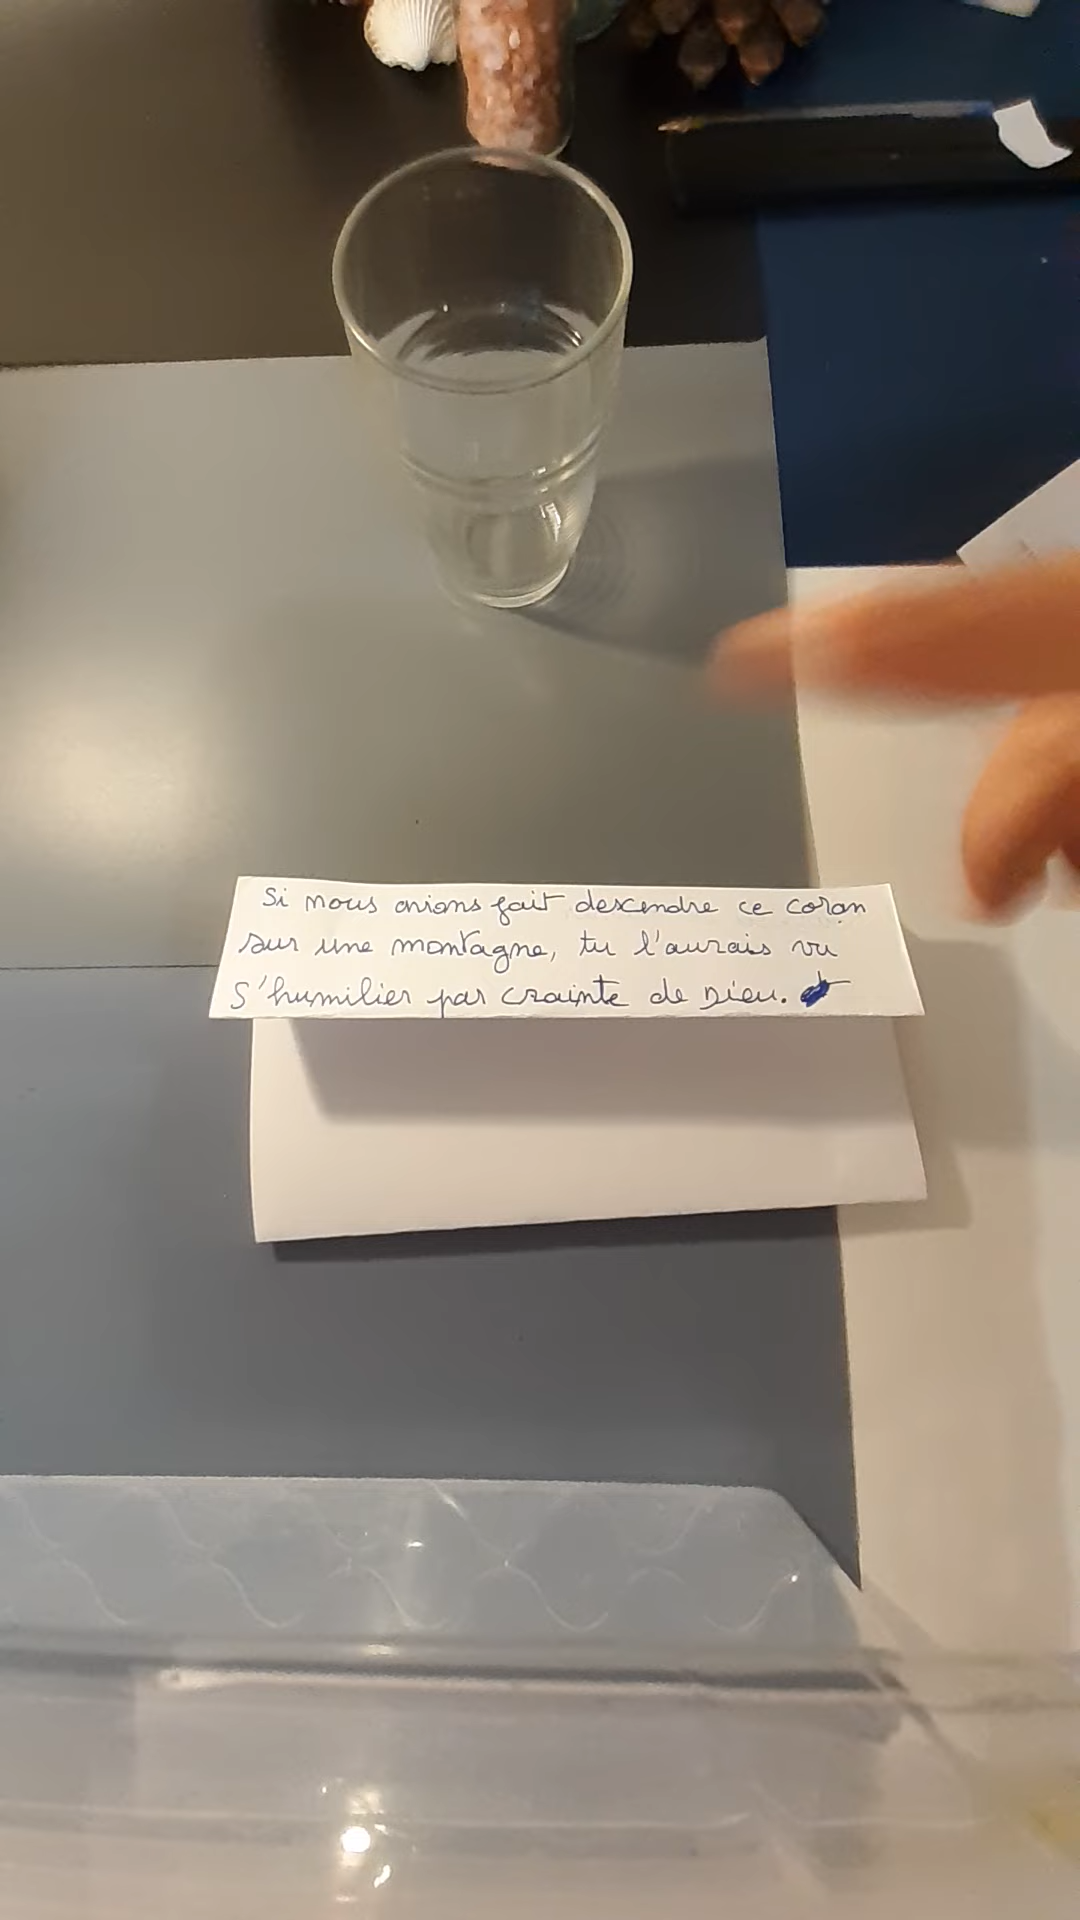 Si nous avions fait descendre ce coran
sur une montagne, tu l'aurais vu
s'humilier par crainte de Dieu.